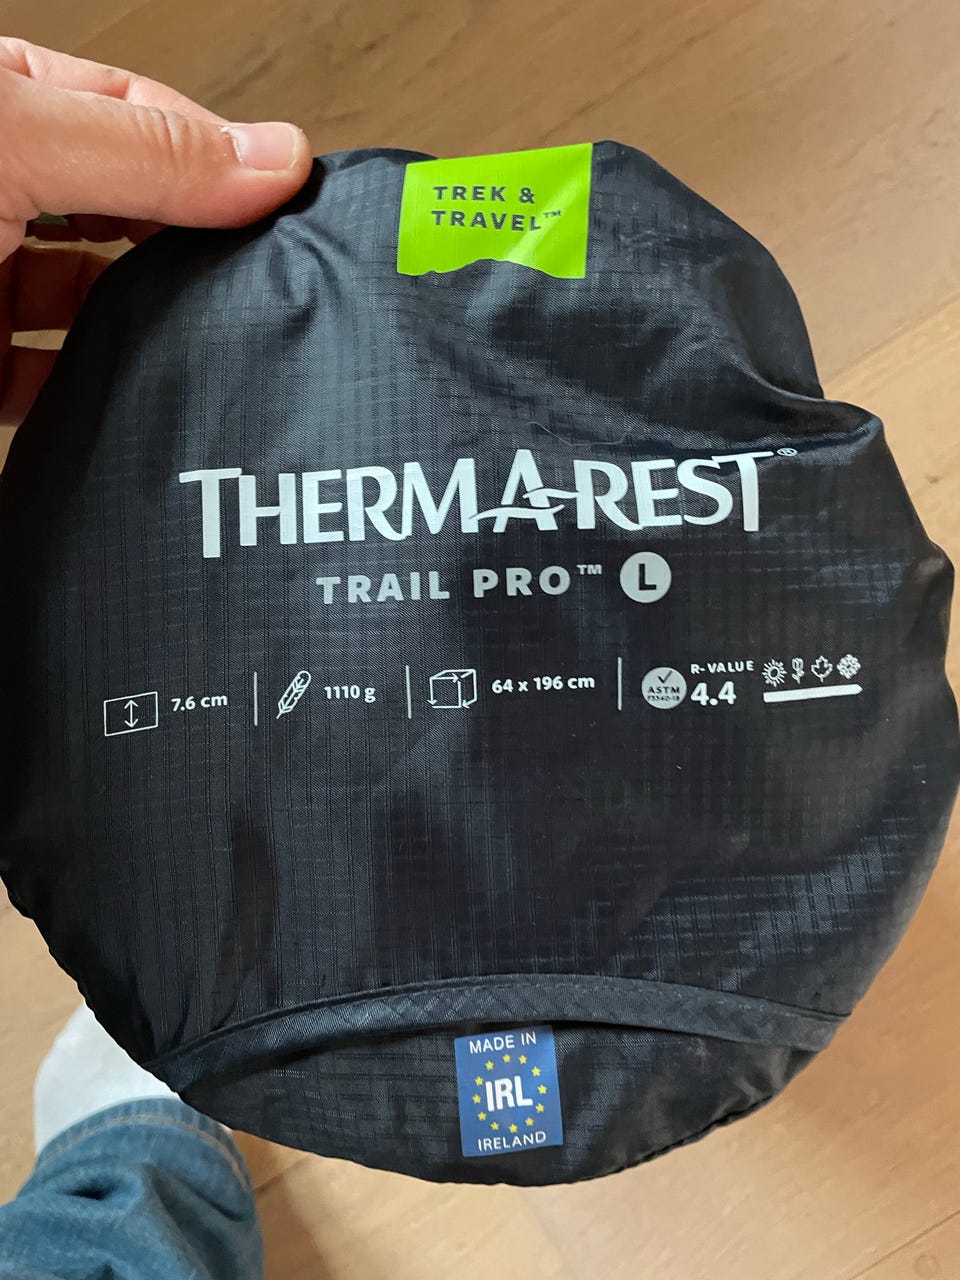 TREK &
TRAVEL™
THERMAREST®
TRAIL PRO™ L
7.6 cm
1110 g
64 x 196 cm
ASTM
R-VALUE
4.4
MADE IN
IRL
IRELAND